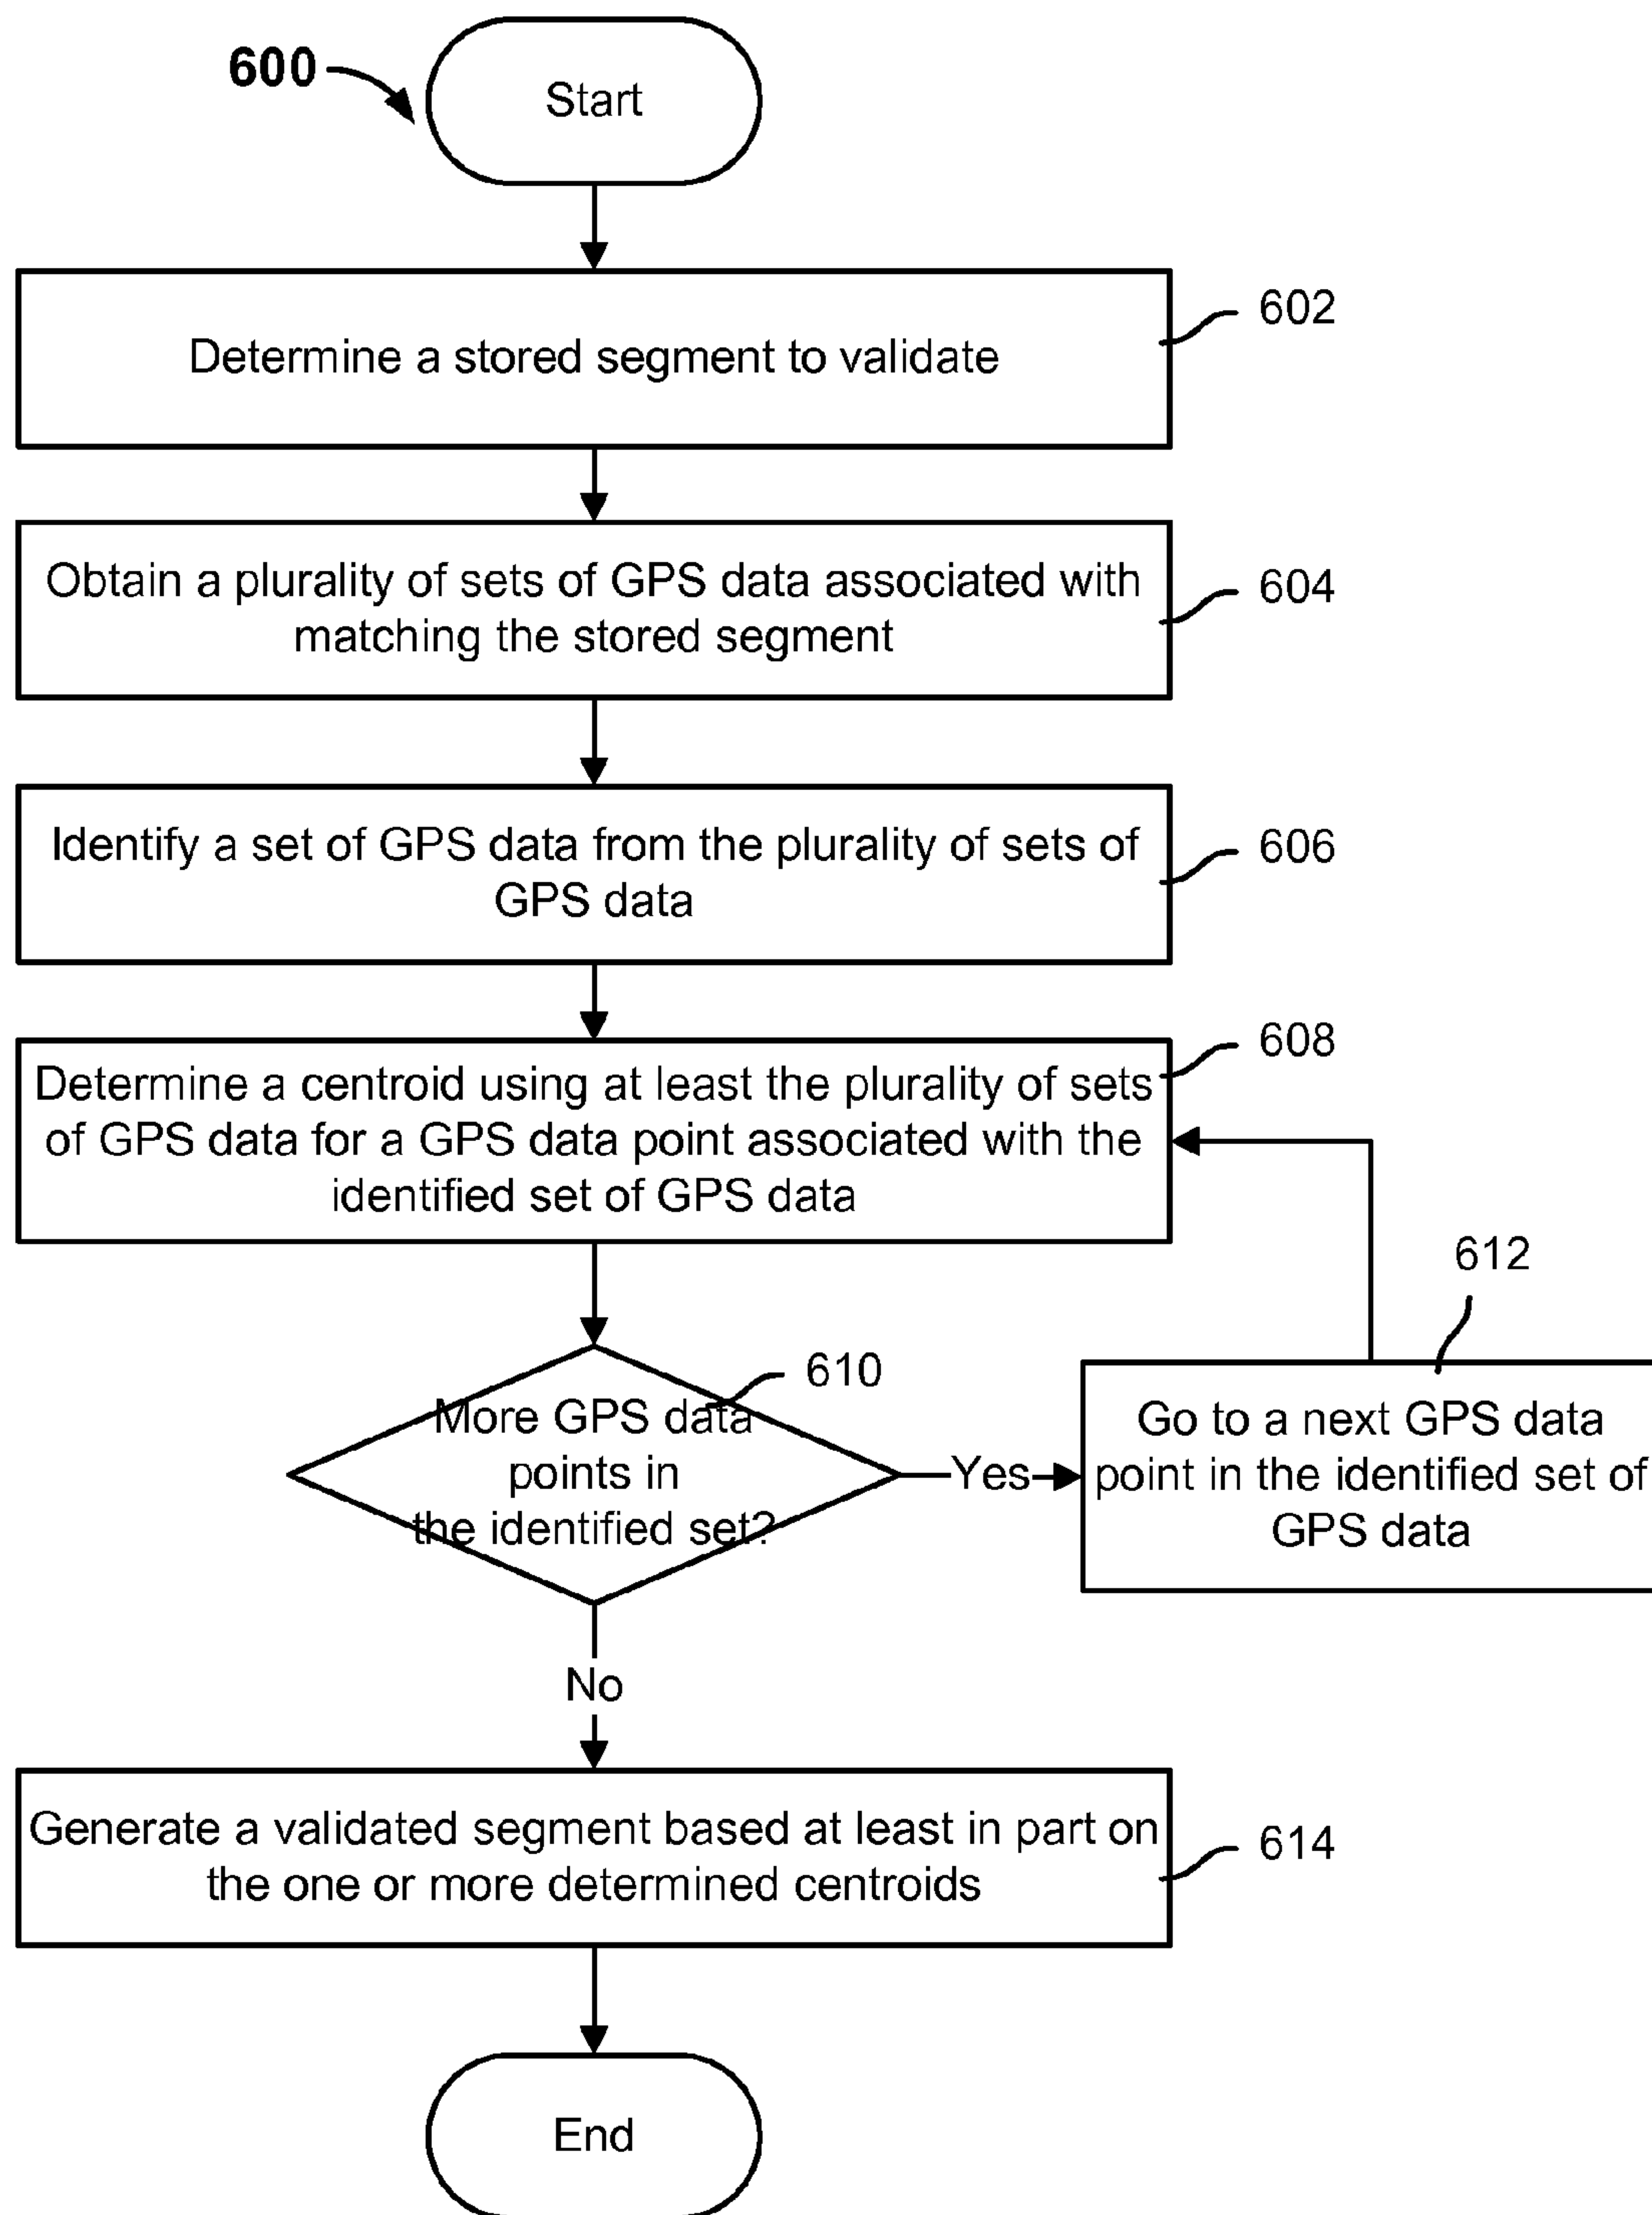 600
Start
Determine a stored segment to validate
602
Obtain a plurality of sets of GPS data associated with
matching the stored segment
604
Identify a set of GPS data from the plurality of sets of
GPS data
606
Determine a centroid using at least the plurality of sets
of GPS data for a GPS data point associated with the
identified set of GPS data
608
More GPS data
points in
the identified set?
610
Yes
612
Go to a next GPS data
point in the identified set of
GPS data
No
Generate a validated segment based at least in part on
the one or more determined centroids
614
End